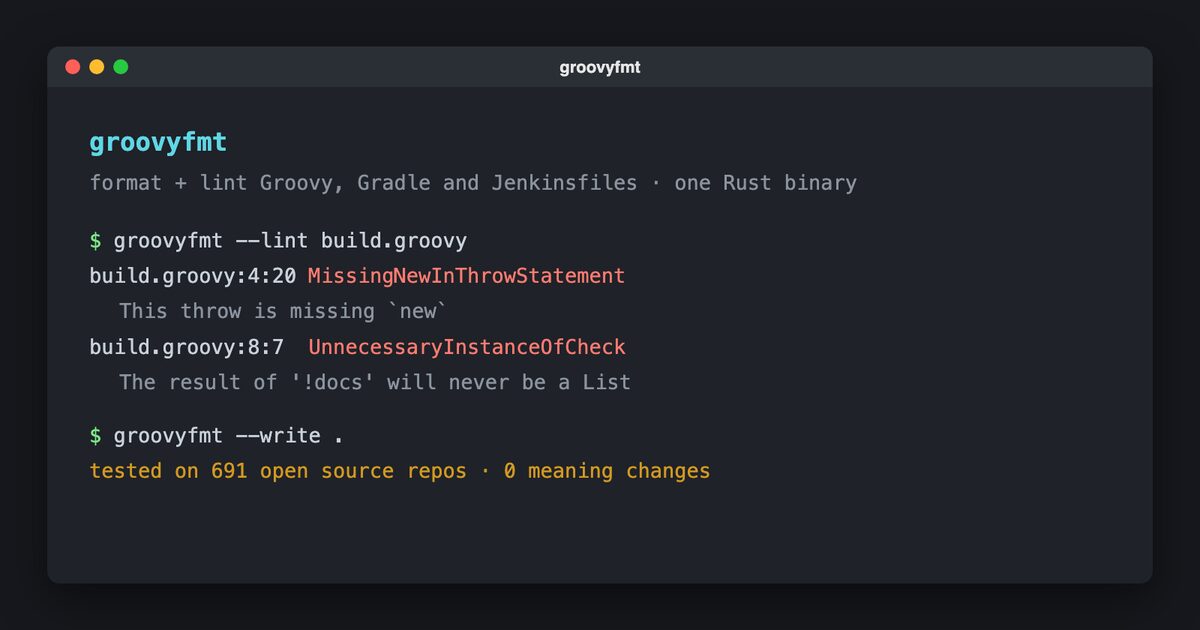 groovyfmt
groovyfmt
format + lint Groovy, Gradle and Jenkinsfiles · one Rust binary
$ groovyfmt --lint build.groovy
build.groovy:4:20 MissingNewInThrowStatement
This throw is missing `new`
build.groovy:8:7 UnnecessaryInstanceOfCheck
The result of '!docs' will never be a List
$ groovyfmt --write .
tested on 691 open source repos · 0 meaning changes